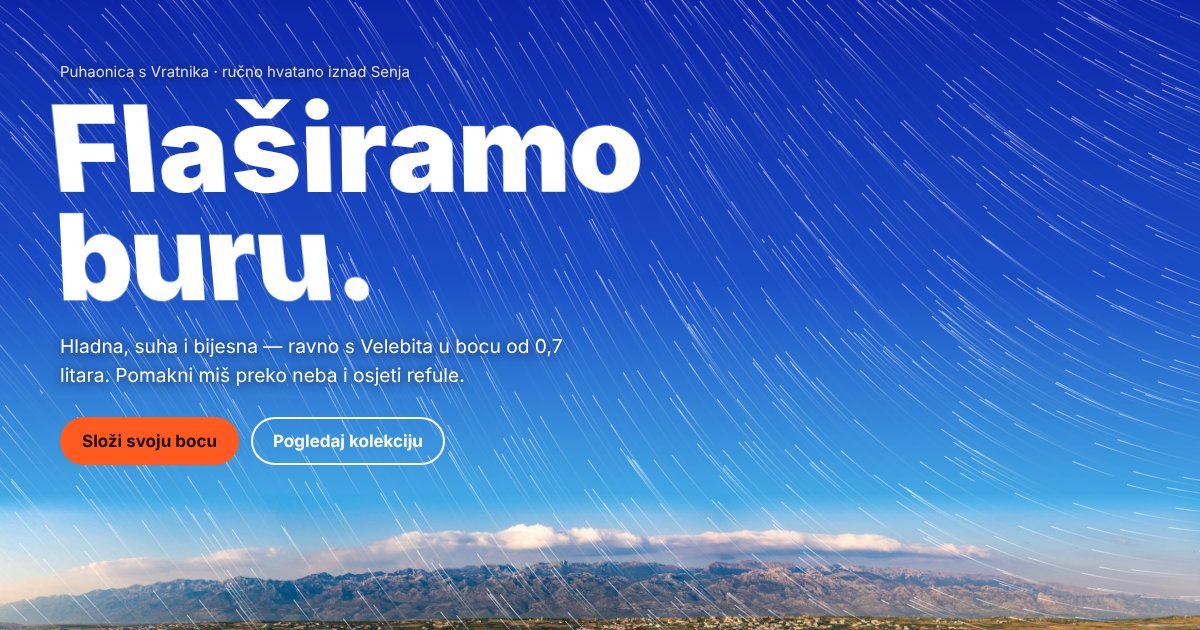 Puhaonica s Vratnika · ručno hvatano iznad Senja
Flaširamo
buru.
Hladna, suha i bijesna — ravno s Velebita u bocu od 0,7
litara. Pomakni miš preko neba i osjeti refule.
Složi svoju bocu
Pogledaj kolekciju